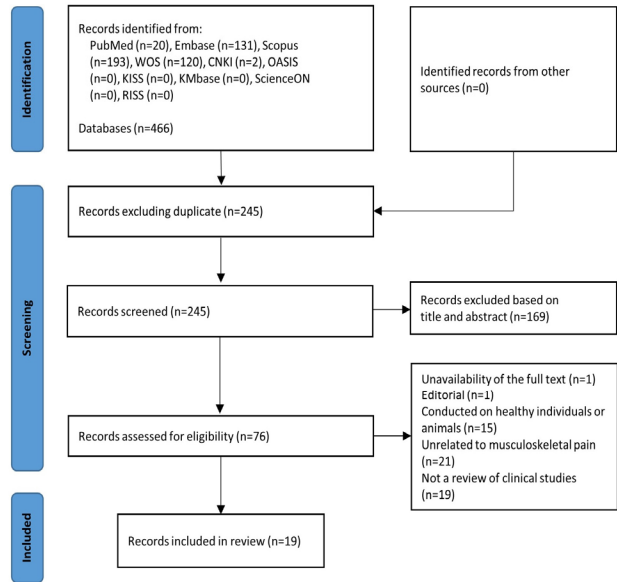 Identification
Records identified from:
PubMed (n=20), Embase (n=131), Scopus
(n=193), WOS (n=120), CNKI (n=2), OASIS
(n=0), KISS (n=0), KMbase (n=0), ScienceON
(n=0), RISS (n=0)
Databases (n=466)
Identified records from other
sources (n=0)
Screening
Records excluding duplicate (n=245)
Records screened (n=245)
Records excluded based on
title and abstract (n=169)
Records assessed for eligibility (n=76)
Unavailability of the full text (n=1)
Editorial (n=1)
Conducted on healthy individuals or
animals (n=15)
Unrelated to musculoskeletal pain
(n=21)
Not a review of clinical studies
(n=19)
Included
Records included in review (n=19)